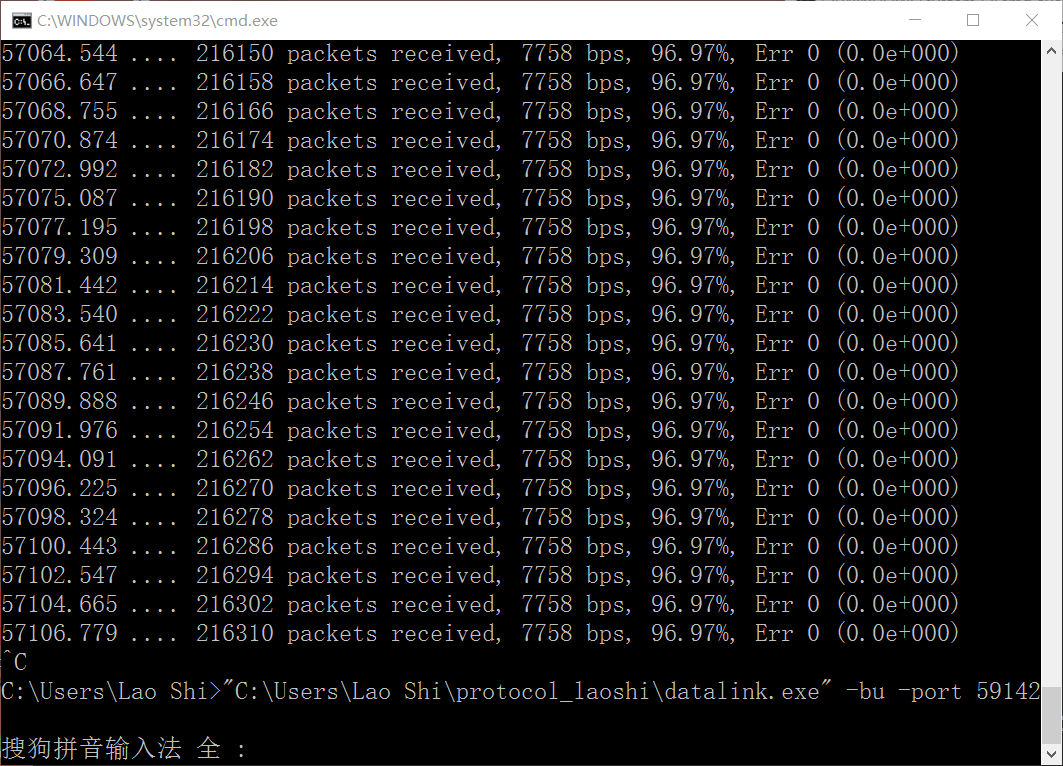 C:\WINDOWS\system32\cmd.exe
57064.544 .... 216150 packets received, 7758 bps, 96.97%, Err 0 (0.0e+000)
57066.647 .... 216158 packets received, 7758 bps, 96.97%, Err 0 (0.0e+000)
57068.755 .... 216166 packets received, 7758 bps, 96.97%, Err 0 (0.0e+000)
57070.874 .... 216174 packets received, 7758 bps, 96.97%, Err 0 (0.0e+000)
57072.992 .... 216182 packets received, 7758 bps, 96.97%, Err 0 (0.0e+000)
57075.087 .... 216190 packets received, 7758 bps, 96.97%, Err 0 (0.0e+000)
57077.195 .... 216198 packets received, 7758 bps, 96.97%, Err 0 (0.0e+000)
57079.309 .... 216206 packets received, 7758 bps, 96.97%, Err 0 (0.0e+000)
57081.442 .... 216214 packets received, 7758 bps, 96.97%, Err 0 (0.0e+000)
57083.540 .... 216222 packets received, 7758 bps, 96.97%, Err 0 (0.0e+000)
57085.641 .... 216230 packets received, 7758 bps, 96.97%, Err 0 (0.0e+000)
57087.761 .... 216238 packets received, 7758 bps, 96.97%, Err 0 (0.0e+000)
57089.888 .... 216246 packets received, 7758 bps, 96.97%, Err 0 (0.0e+000)
57091.976 .... 216254 packets received, 7758 bps, 96.97%, Err 0 (0.0e+000)
57094.091 .... 216262 packets received, 7758 bps, 96.97%, Err 0 (0.0e+000)
57096.225 .... 216270 packets received, 7758 bps, 96.97%, Err 0 (0.0e+000)
57098.324 .... 216278 packets received, 7758 bps, 96.97%, Err 0 (0.0e+000)
57100.443 .... 216286 packets received, 7758 bps, 96.97%, Err 0 (0.0e+000)
57102.547 .... 216294 packets received, 7758 bps, 96.97%, Err 0 (0.0e+000)
57104.665 .... 216302 packets received, 7758 bps, 96.97%, Err 0 (0.0e+000)
57106.779 .... 216310 packets received, 7758 bps, 96.97%, Err 0 (0.0e+000)
^C
C:\Users\Lao Shi>"C:\Users\Lao Shi\protocol_laoshi\datalink.exe" -bu -port 59142
搜狗拼音输入法 全 :